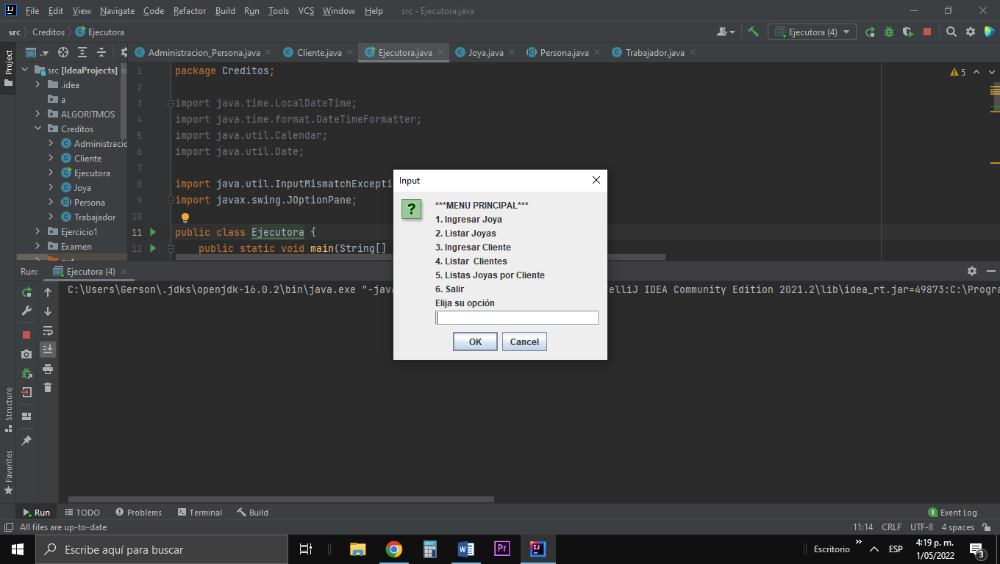 File Edit View Navigate Code Refactor Build Run Tools VCS Window Help src - Ejecutora.java
src Creditos Ejecutora Ejecutora (4)
Project
Administracion_Persona.java Cliente.java Ejecutora.java Joya.java Persona.java Trabajador.java
src [IdeaProjects]
.idea
a
ALGORITMOS
Creditos
Administracio
Cliente
Ejecutora
Joya
Persona
Trabajador
Ejercicio1
Examen
out
1 package Creditos;
2
3 import java.time.LocalDateTime;
4 import java.time.format.DateTimeFormatter;
5 import java.util.Calendar;
6 import java.util.Date;
7
8 import java.util.InputMismatchExcepti
9 import javax.swing.JOptionPane;
10
11 public class Ejecutora {
12 public static void main(String[]
5
Input
***MENU PRINCIPAL***
1. Ingresar Joya
2. Listar Joyas
3. Ingresar Cliente
4. Listar  Clientes
5. Listas Joyas por Cliente
6. Salir
Elija su opción
OK Cancel
Run: Ejecutora (4)
C:\Users\Gerson\.jdks\openjdk-16.0.2\bin\java.exe "-java
elliJ IDEA Community Edition 2021.2\lib\idea_rt.jar=49873:C:\Progra
Structure
Favorites
Run TODO Problems Terminal Build 1 Event Log
All files are up-to-date 11:14 CRLF UTF-8 4 spaces
Escribe aquí para buscar
Pr
Escritorio
ESP
4:19 p. m.
1/05/2022
3